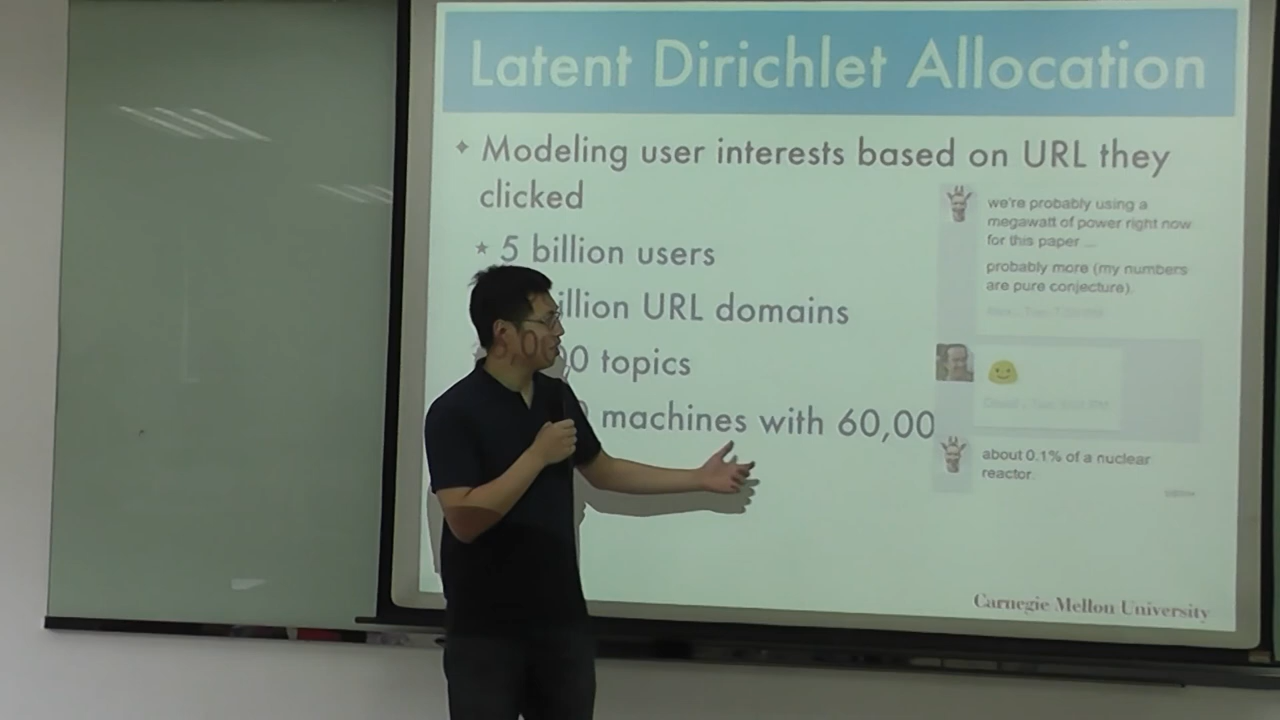 Latent Dirichlet Allocation
Modeling user interests based on URL they
clicked
5 billion users
illion URL domains
topics
machines with 60,00
we're probably using a
megawatt of power right now
for this paper ...
probably more (my numbers
are pure conjecture).
about 0.1% of a nuclear
reactor.
Carnegie Mellon University